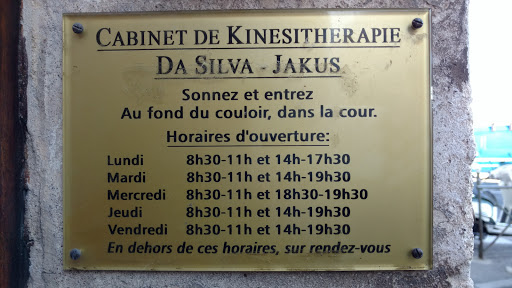 CABINET DE KINESITHERAPIE
DA SILVA - JAKUS
Sonnez et entrez
Au fond du couloir, dans la cour.
Horaires d'ouverture:
Lundi 8h30-11h et 14h-17h30
Mardi 8h30-11h et 14h-19h30
Mercredi 8h30-11h et 18h30-19h30
Jeudi 8h30-11h et 14h-19h30
Vendredi 8h30-11h et 14h-19h30
En dehors de ces horaires, sur rendez-vous